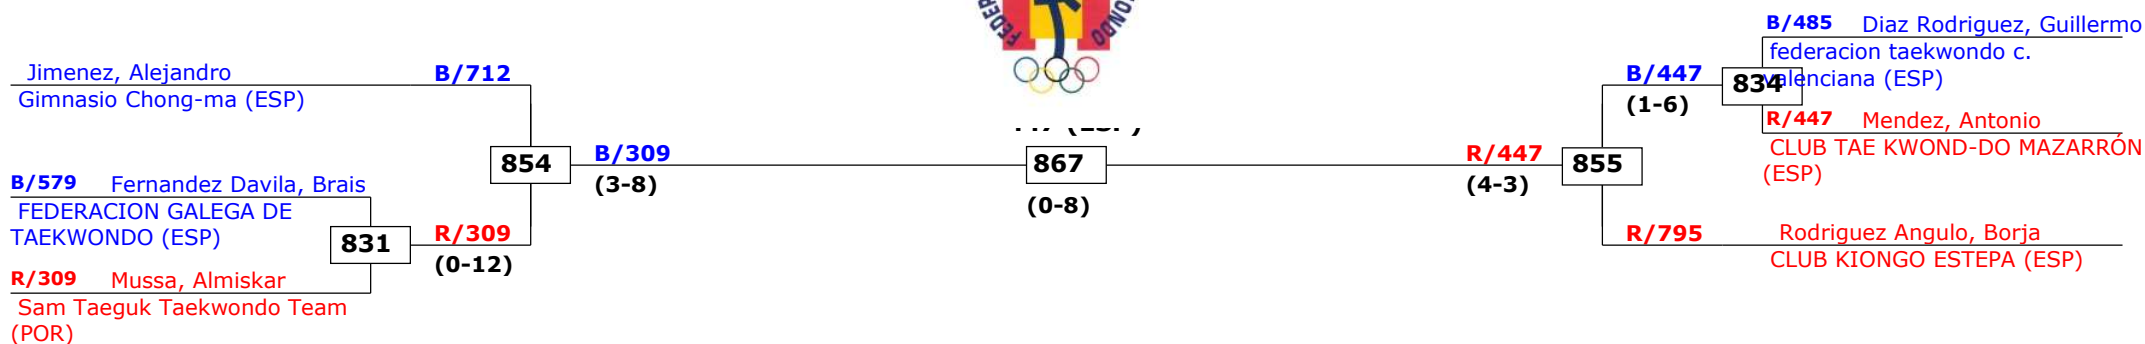 B/485 Diaz Rodriguez, Guillermo
federacion taekwondo c.
valenciana (ESP)
Jimenez, Alejandro B/712
Gimnasio Chong-ma (ESP)
B/447
(1-6)
834
R/447 Mendez, Antonio
CLUB TAE KWOND-DO MAZARRÓN
(ESP)
854
B/309
(3-8)
867
(0-8)
R/447
(4-3)
855
B/579 Fernandez Davila, Brais
FEDERACION GALEGA DE
TAEKWONDO (ESP)
831
R/309
(0-12)
R/795 Rodriguez Angulo, Borja
CLUB KIONGO ESTEPA (ESP)
R/309 Mussa, Almiskar
Sam Taeguk Taekwondo Team
(POR)